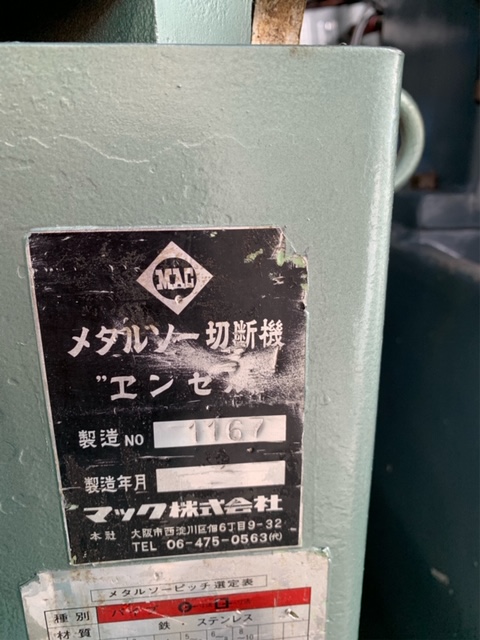 MAC
メタルソー切断機
"エンゼ
製造NO 1167
製造年月
マック株式会社
本社 大阪市西淀川区佃6丁目9-32
TEL 06-475-0563(代)
メタルソーピッチ選定表
種別
材質 鉄・ステンレス